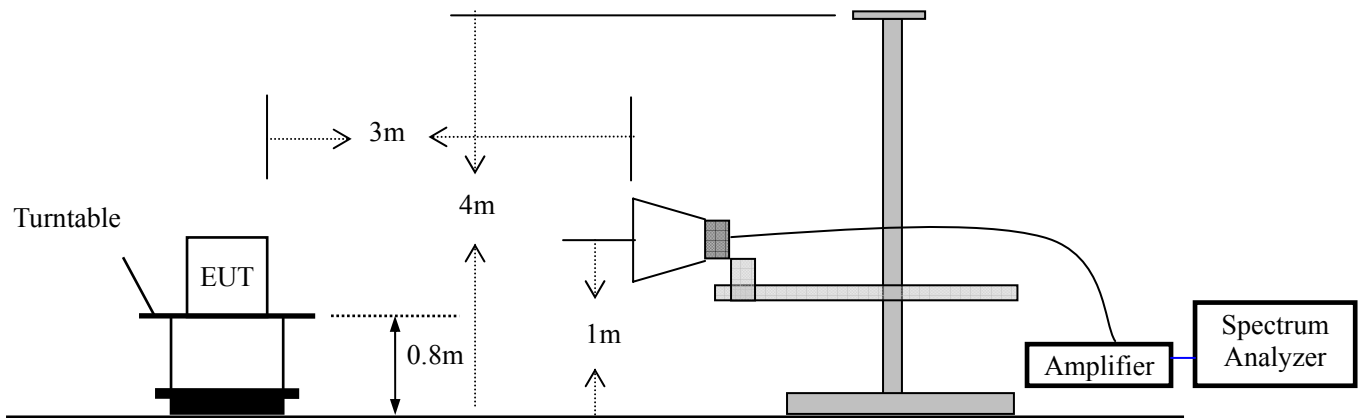 3m
4m
Turntable
EUT
1m
0.8m
Spectrum
Analyzer
Amplifier